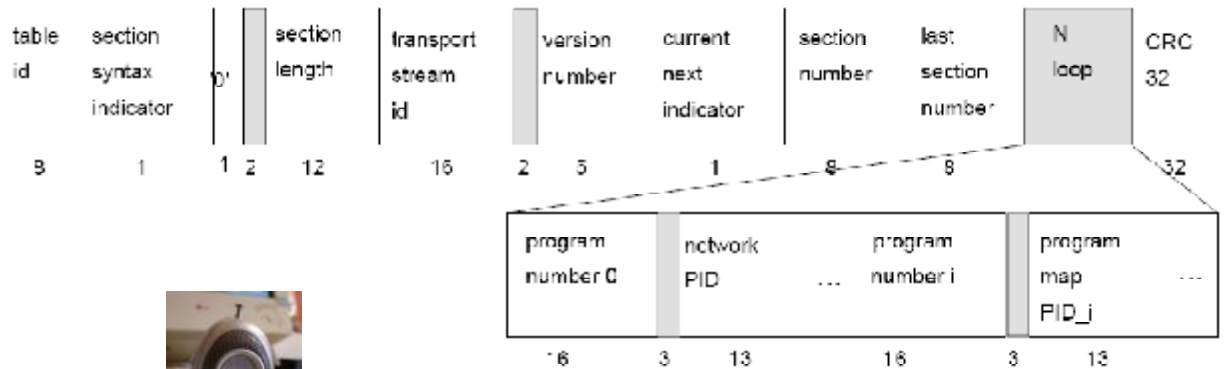 table
id
section
syntax
indicator
'0'
section
length
transport
stream
id
version
number
current
next
indicator
section
number
last
section
number
N
loop
CRC
32
8 1 1 2 12 16 2 5 1 8 8 32
program
number 0
network
PID
...
program
number i
program
map
PID_i
...
16 3 13 16 3 13